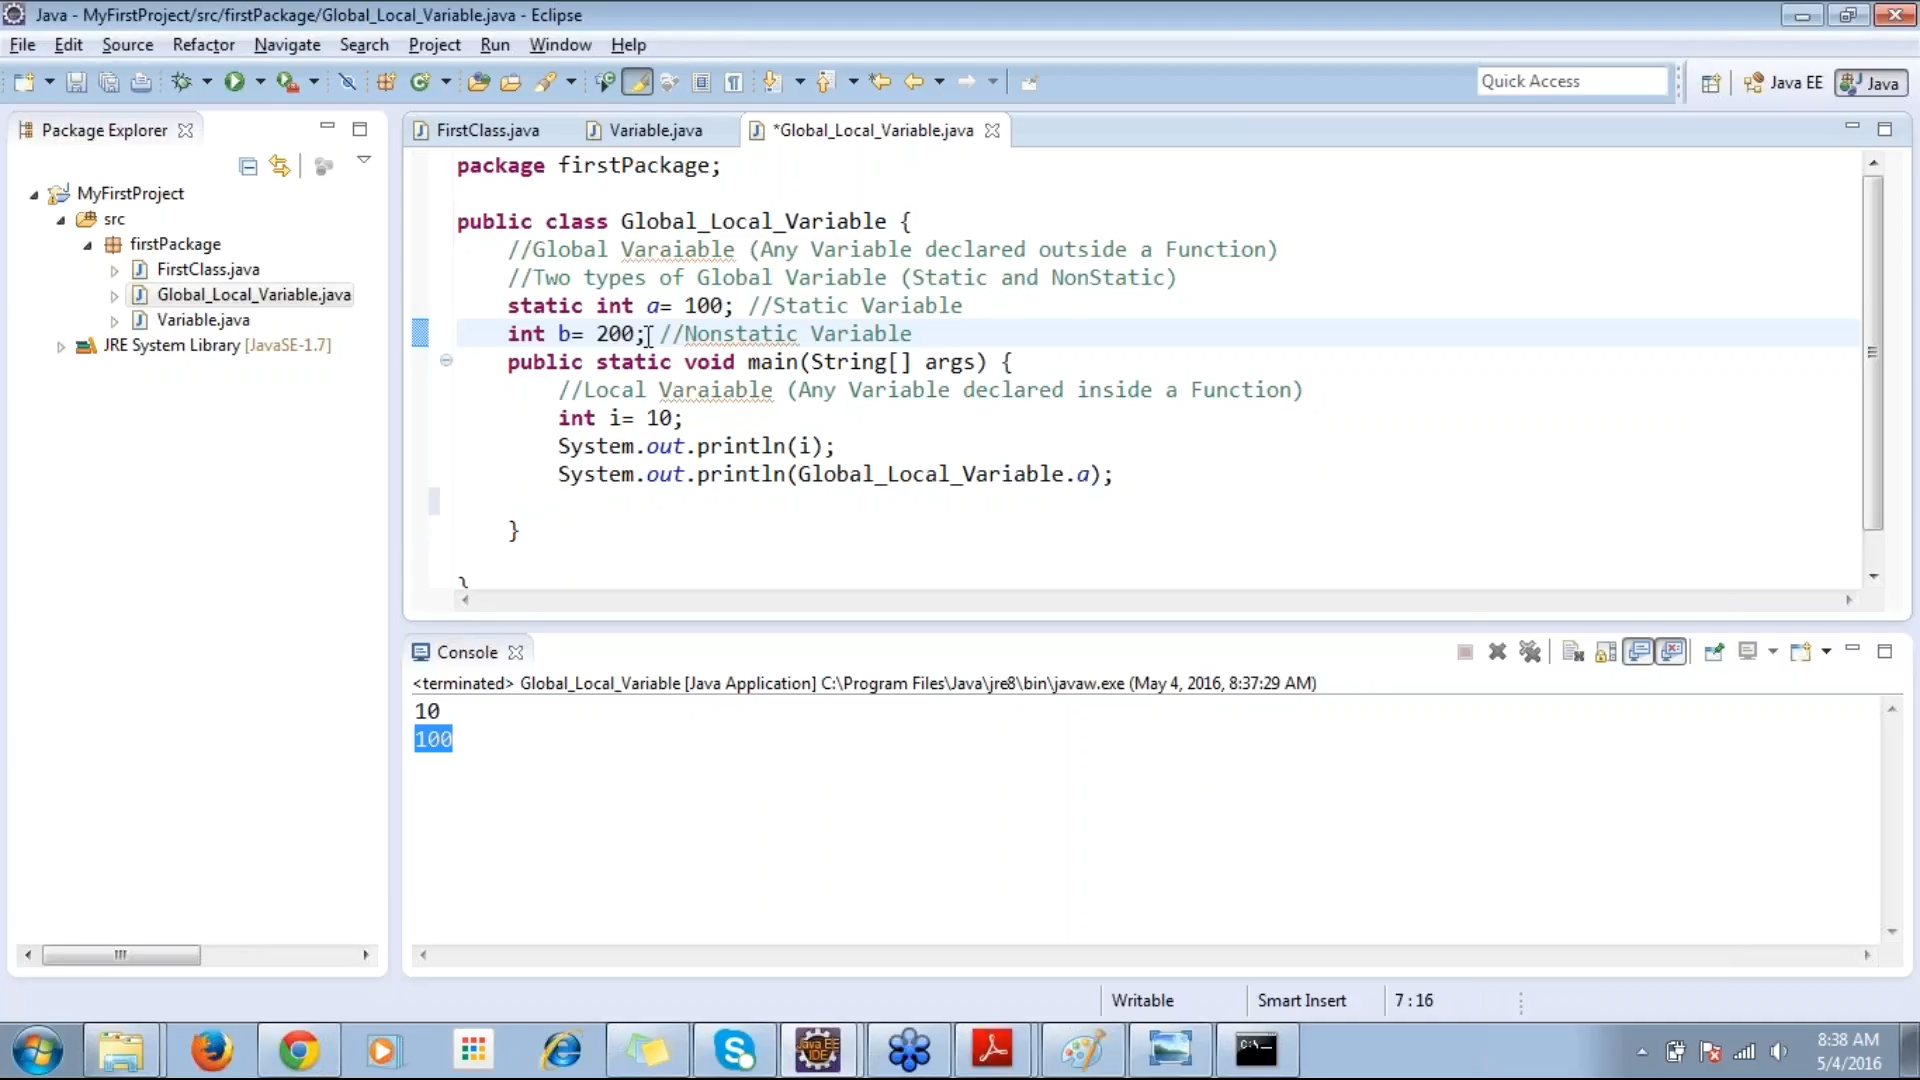 Java - MyFirstProject/src/firstPackage/Global_Local_Variable.java - Eclipse
File Edit Source Refactor Navigate Search Project Run Window Help
Quick Access
Java EE
Java
Package Explorer
FirstClass.java
Variable.java
*Global_Local_Variable.java
MyFirstProject
src
firstPackage
FirstClass.java
Global_Local_Variable.java
Variable.java
JRE System Library [JavaSE-1.7]
package firstPackage;
public class Global_Local_Variable {
//Global Varaiable (Any Variable declared outside a Function)
//Two types of Global Variable (Static and NonStatic)
static int a= 100; //Static Variable
int b= 200; //Nonstatic Variable
public static void main(String[] args) {
//Local Varaiable (Any Variable declared inside a Function)
int i= 10;
System.out.println(i);
System.out.println(Global_Local_Variable.a);
}
}
Console
<terminated> Global_Local_Variable [Java Application] C:\Program Files\Java\jre8\bin\javaw.exe (May 4, 2016, 8:37:29 AM)
10
100
Writable
Smart Insert
7 : 16
Java EE
IDE
C:\_
8:38 AM
5/4/2016